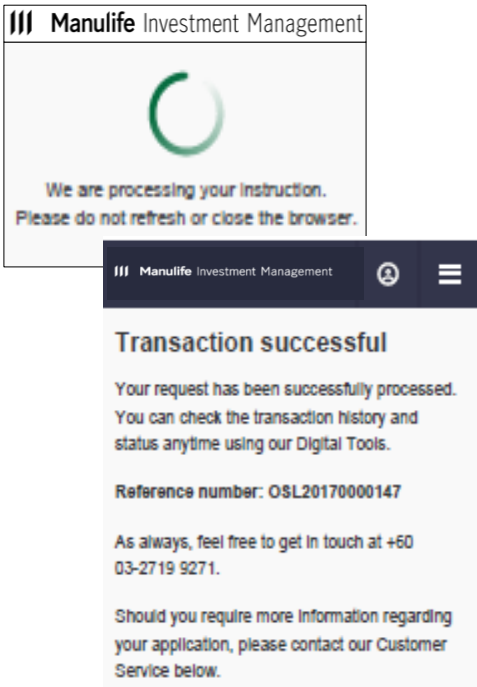 Manulife Investment Management
We are processing your instruction.
Please do not refresh or close the browser.
Manulife Investment Management
Transaction successful
Your request has been successfully processed.
You can check the transaction history and
status anytime using our Digital Tools.
Reference number: OSL20170000147
As always, feel free to get in touch at +60
03-2719 9271.
Should you require more information regarding
your application, please contact our Customer
Service below.